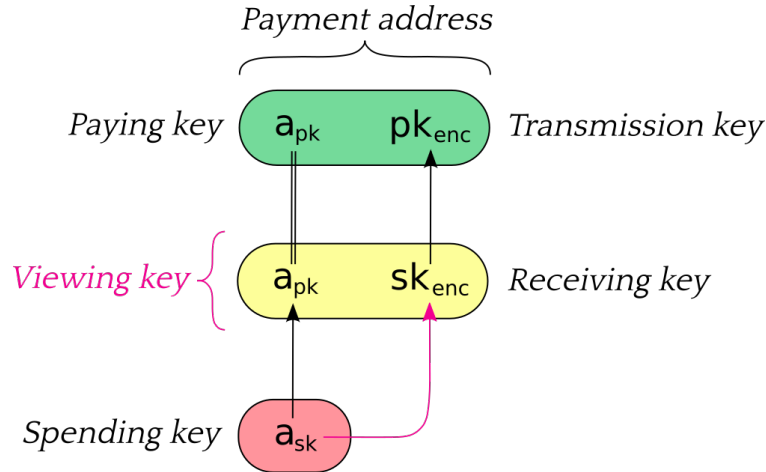 Payment address
Paying key a_pk pk_enc Transmission key
Viewing key a_pk sk_enc Receiving key
Spending key a_sk